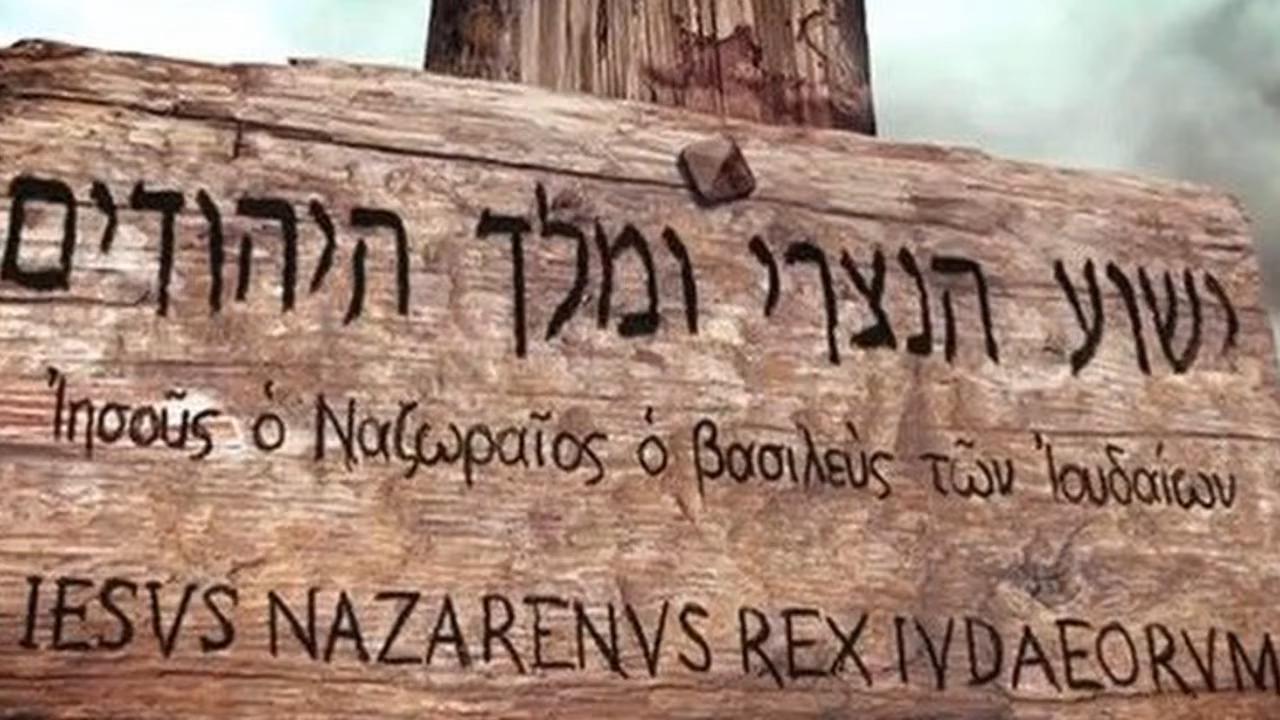 ישוע הנצרי ומלך היהודים
Ἰησοῦς ὁ Ναζωραῖος ὁ βασιλεὺς τῶν Ἰουδαίων
IESVS NAZARENVS REX IVDAEORVM